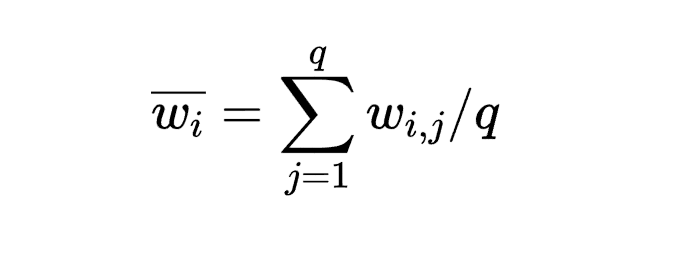 $\overline{w_i} = \sum_{j=1}^{q} w_{i,j}/q$